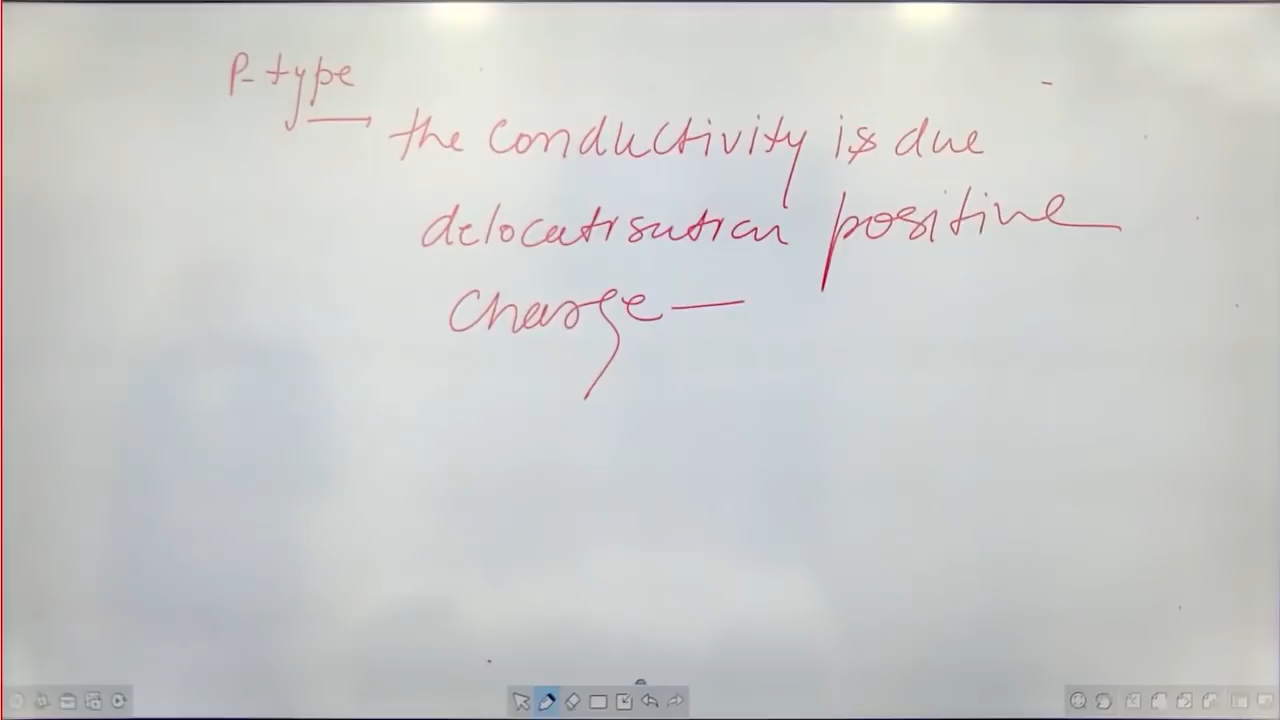 P-type
→ the conductivity is due
delocatisation positive
Charge —